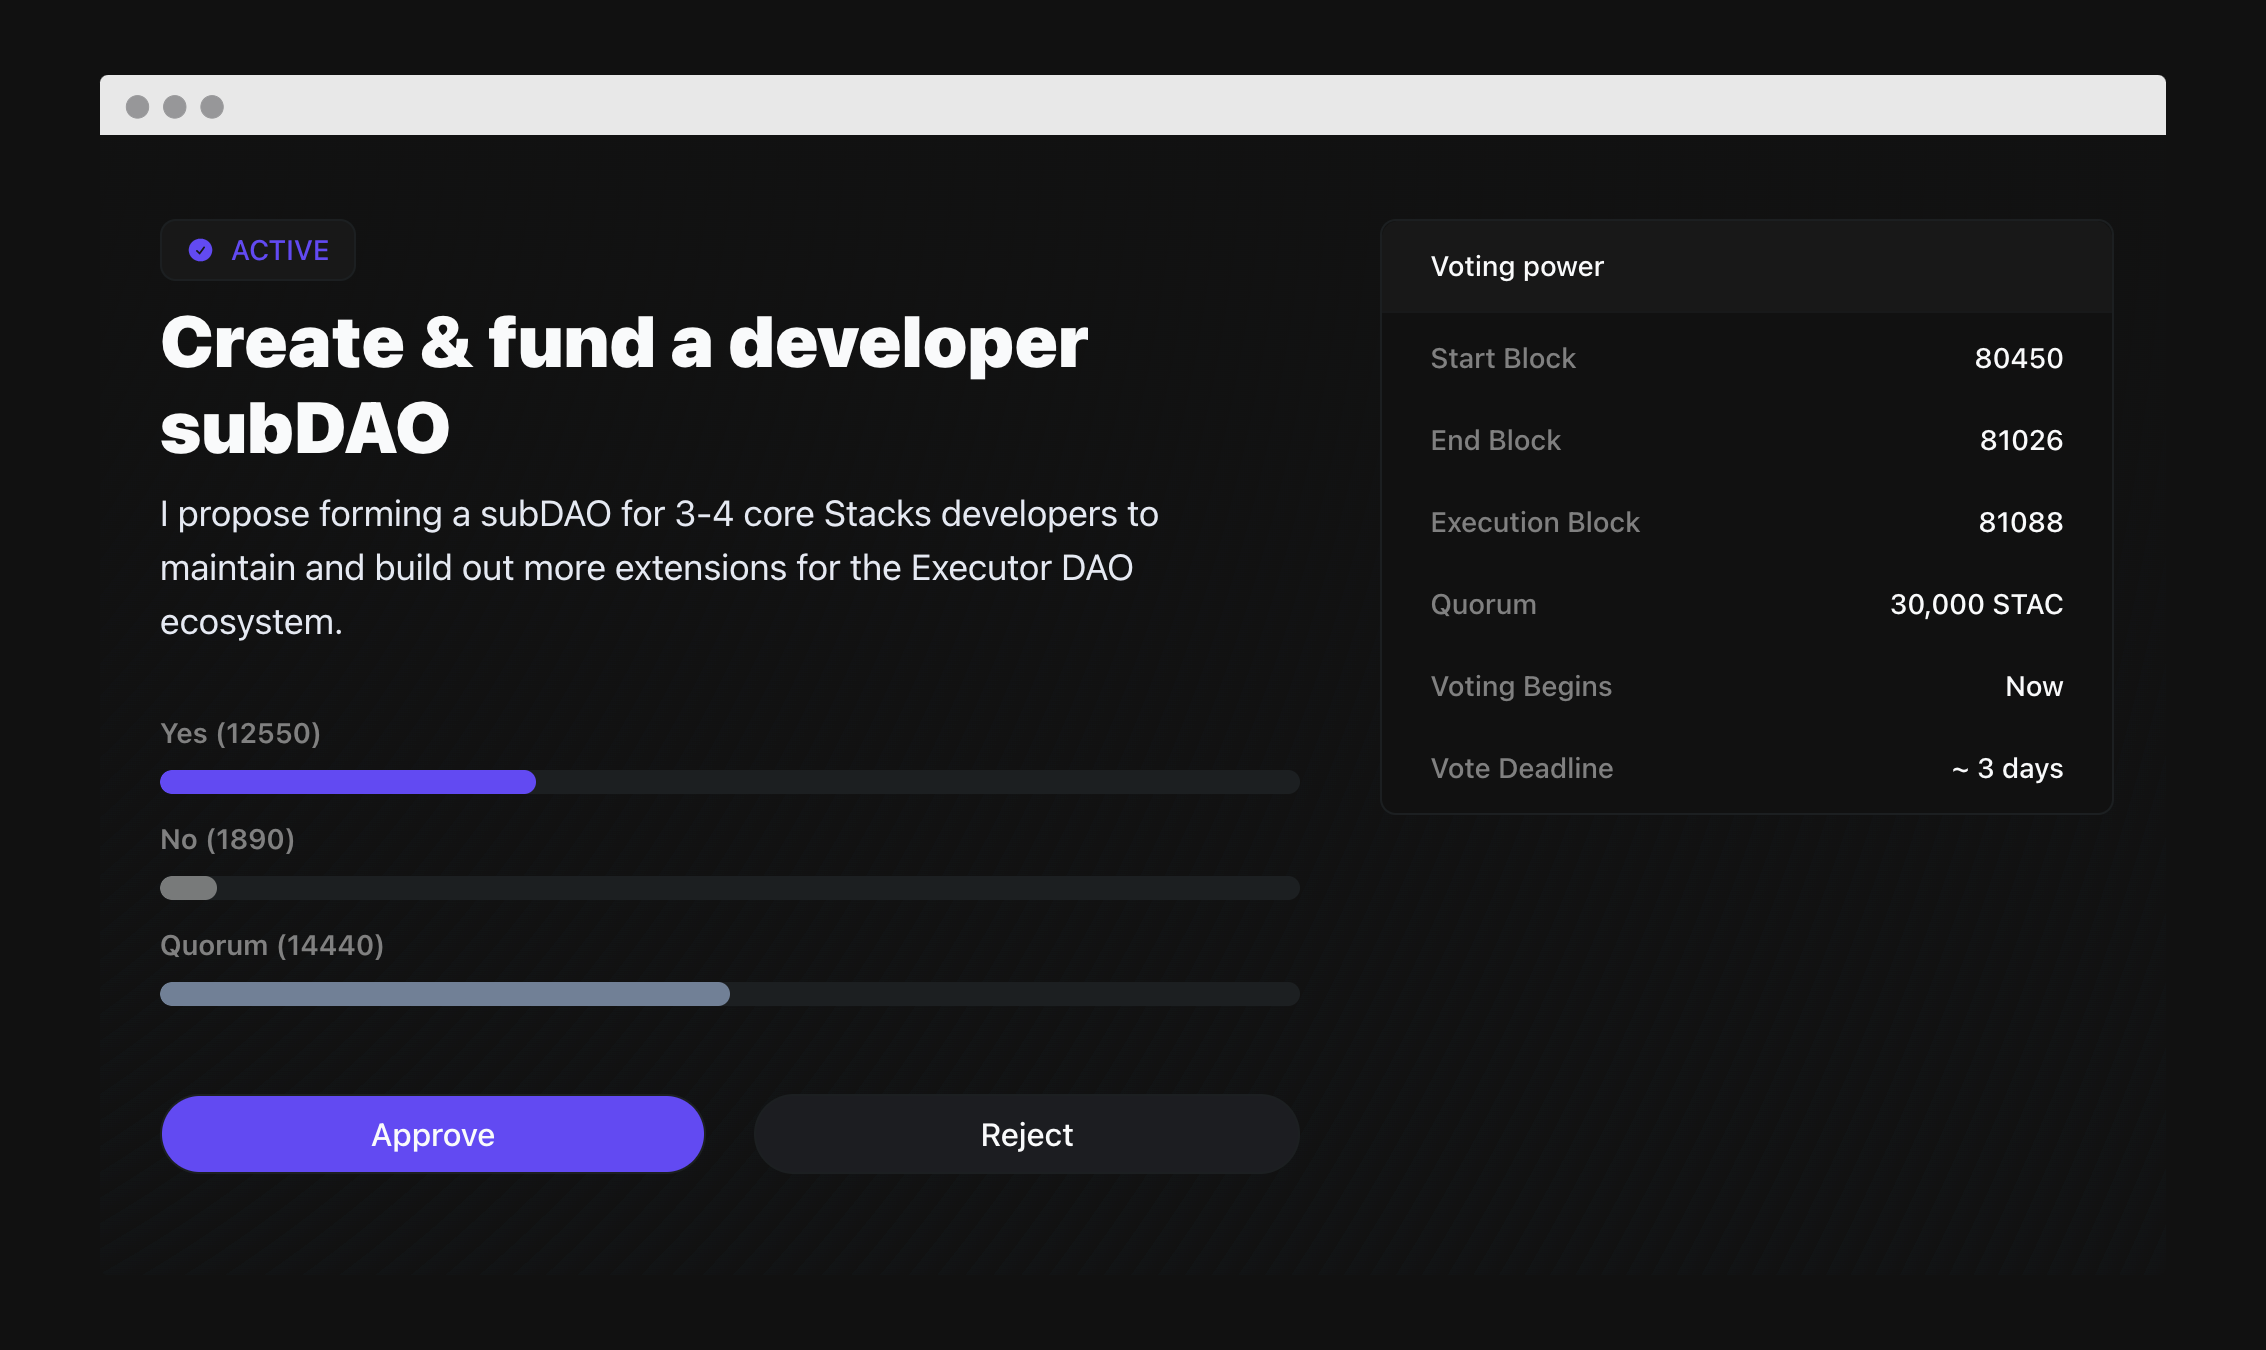 ACTIVE
Create & fund a developer
subDAO
I propose forming a subDAO for 3-4 core Stacks developers to
maintain and build out more extensions for the Executor DAO
ecosystem.
Yes (12550)
No (1890)
Quorum (14440)
Approve
Reject
Voting power
Start Block 80450
End Block 81026
Execution Block 81088
Quorum 30,000 STAC
Voting Begins Now
Vote Deadline ~ 3 days